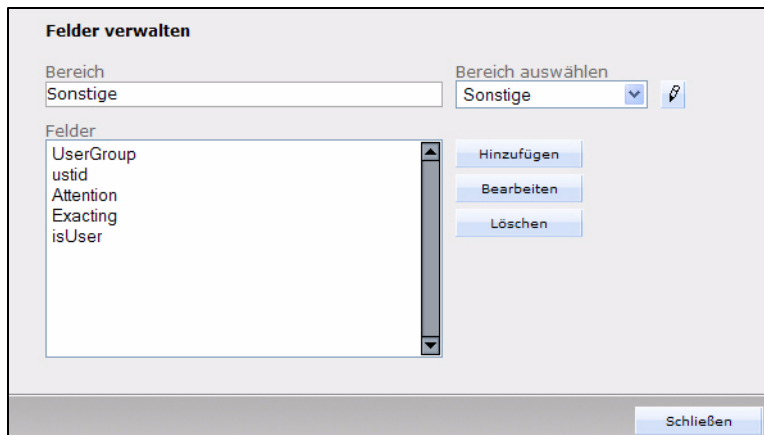 Felder verwalten
Bereich
Bereich auswählen
Sonstige
Sonstige
Felder
UserGroup
ustid
Attention
Exacting
isUser
Hinzufügen
Bearbeiten
Löschen
Schließen